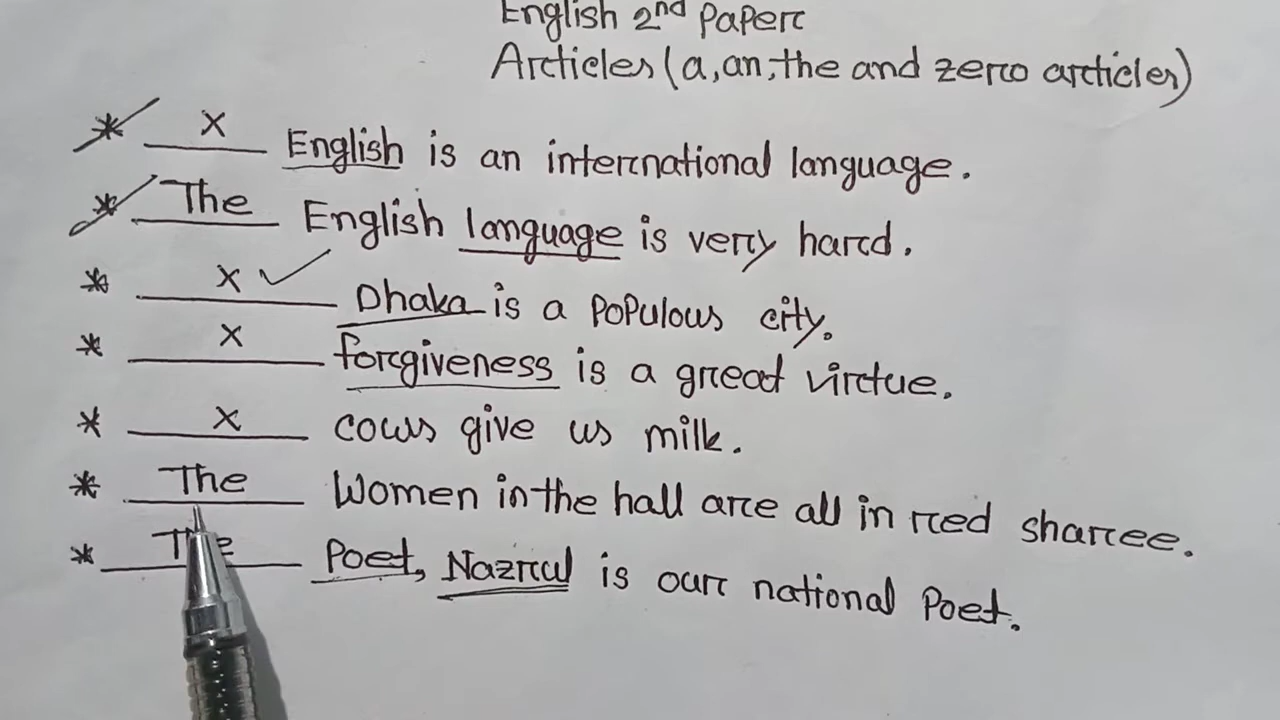 English 2nd Paper
Articles (a, an, the and zero articles)
* x English is an international language.
* The English language is very hard.
* x ✓ Dhaka is a populous city.
* x forgiveness is a great virtue.
* x cows give us milk.
* The Women in the hall are all in red sharee.
* The Poet, Nazrul is our national Poet.